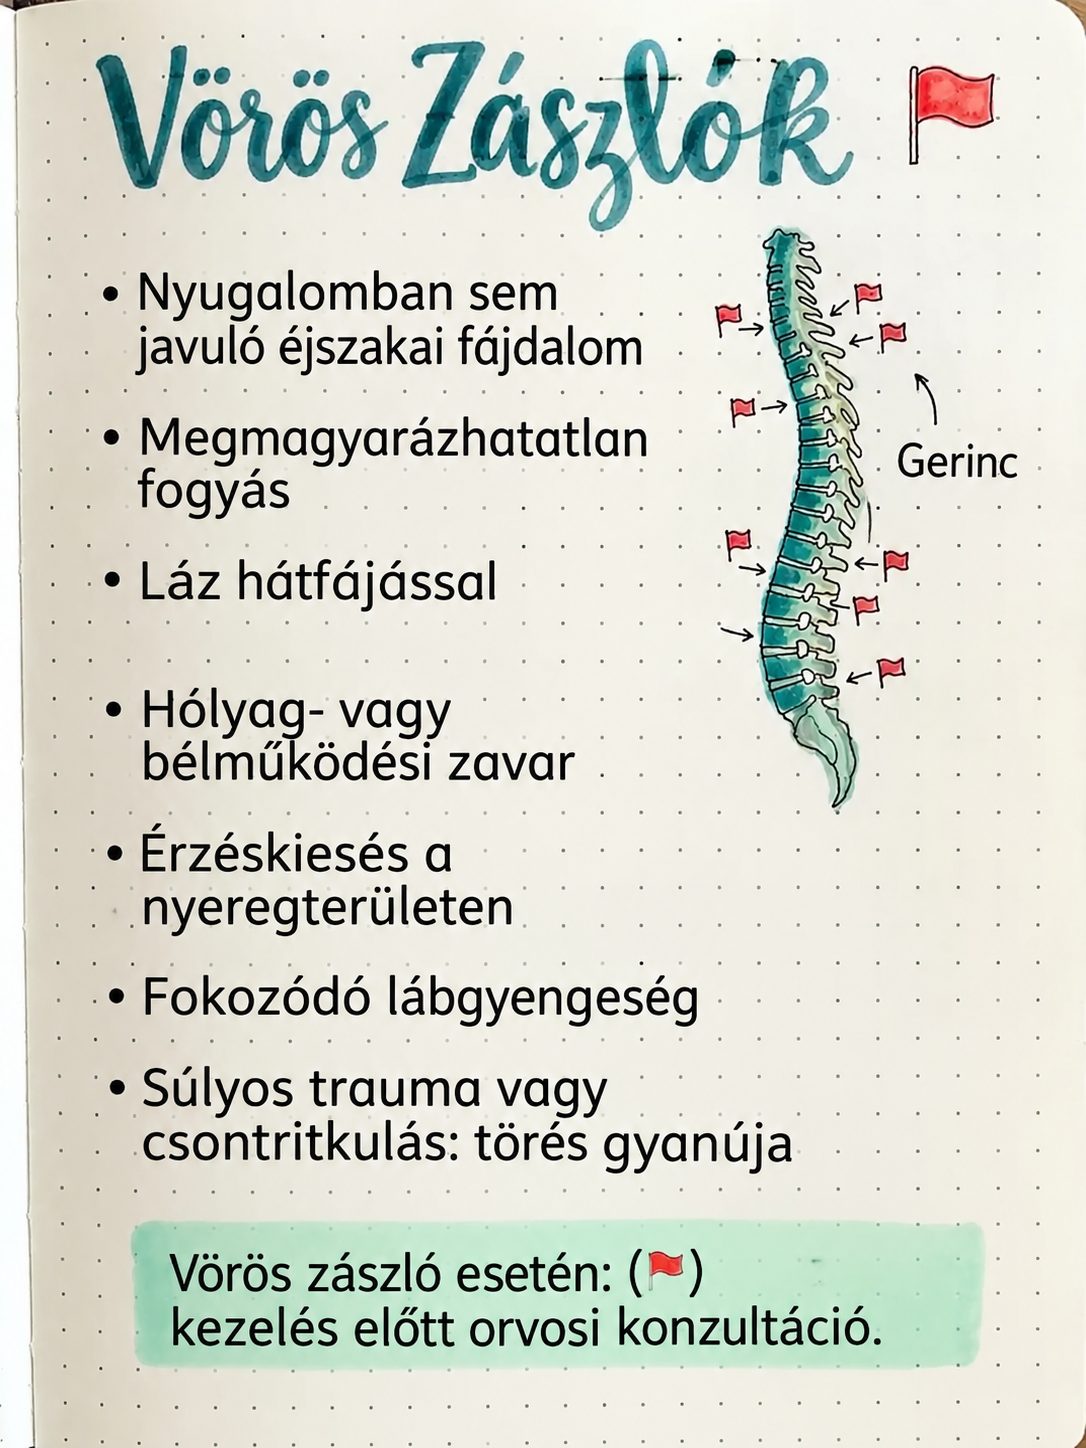 Vörös Zászlók
• Nyugalomban sem
javuló éjszakai fájdalom
• Megmagyarázhatatlan
fogyás
• Láz hátfájással
• Hólyag- vagy
bélműködési zavar
• Érzéskiesés a
nyeregterületen
• Fokozódó lábgyengeség
• Súlyos trauma vagy
csontritkulás: törés gyanúja
Gerinc
Vörös zászló esetén: (🚩)
kezelés előtt orvosi konzultáció.